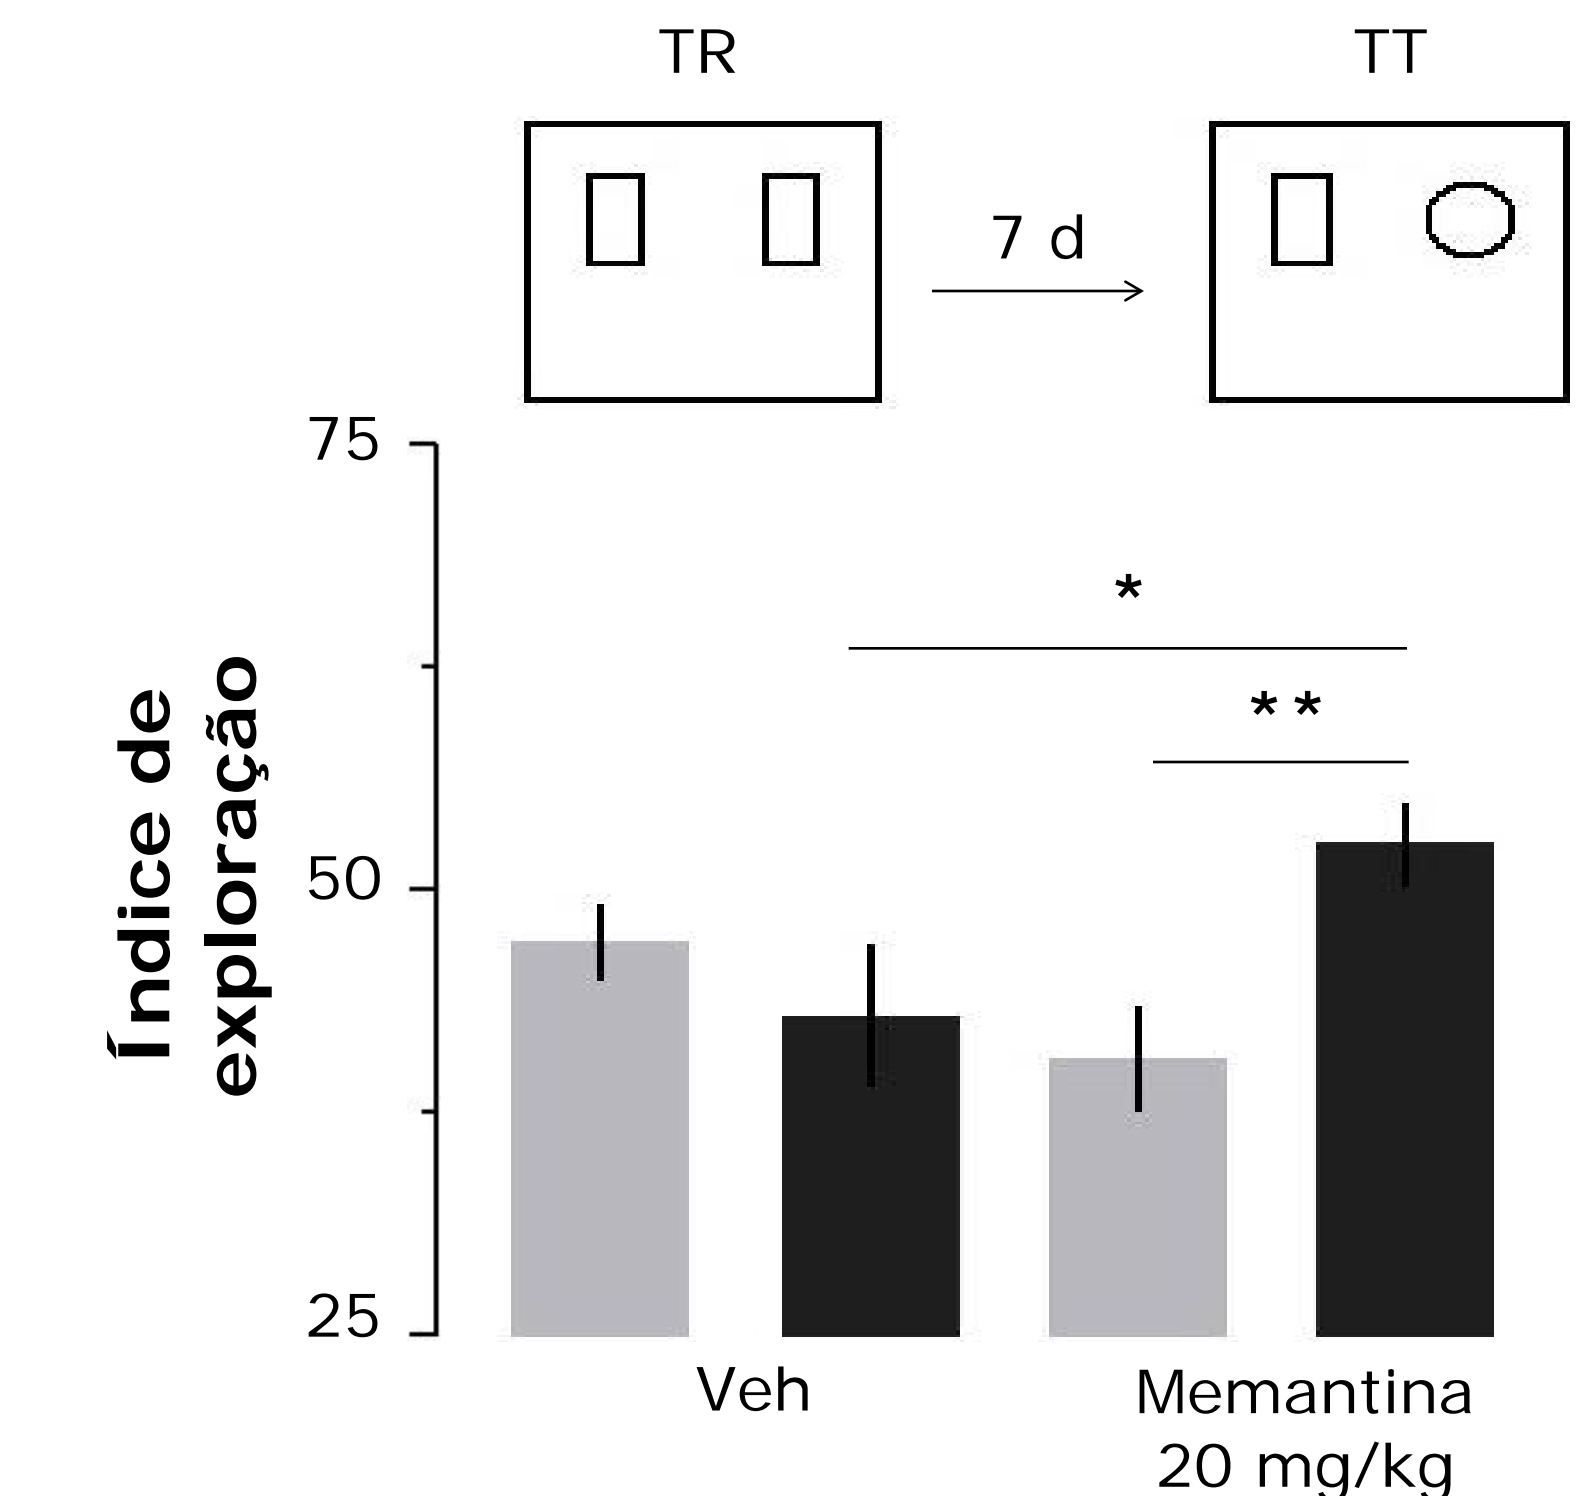 TR
TT
7 d
75
*
**
Índice de
exploração
50
25
Veh
Memantina
20 mg/kg